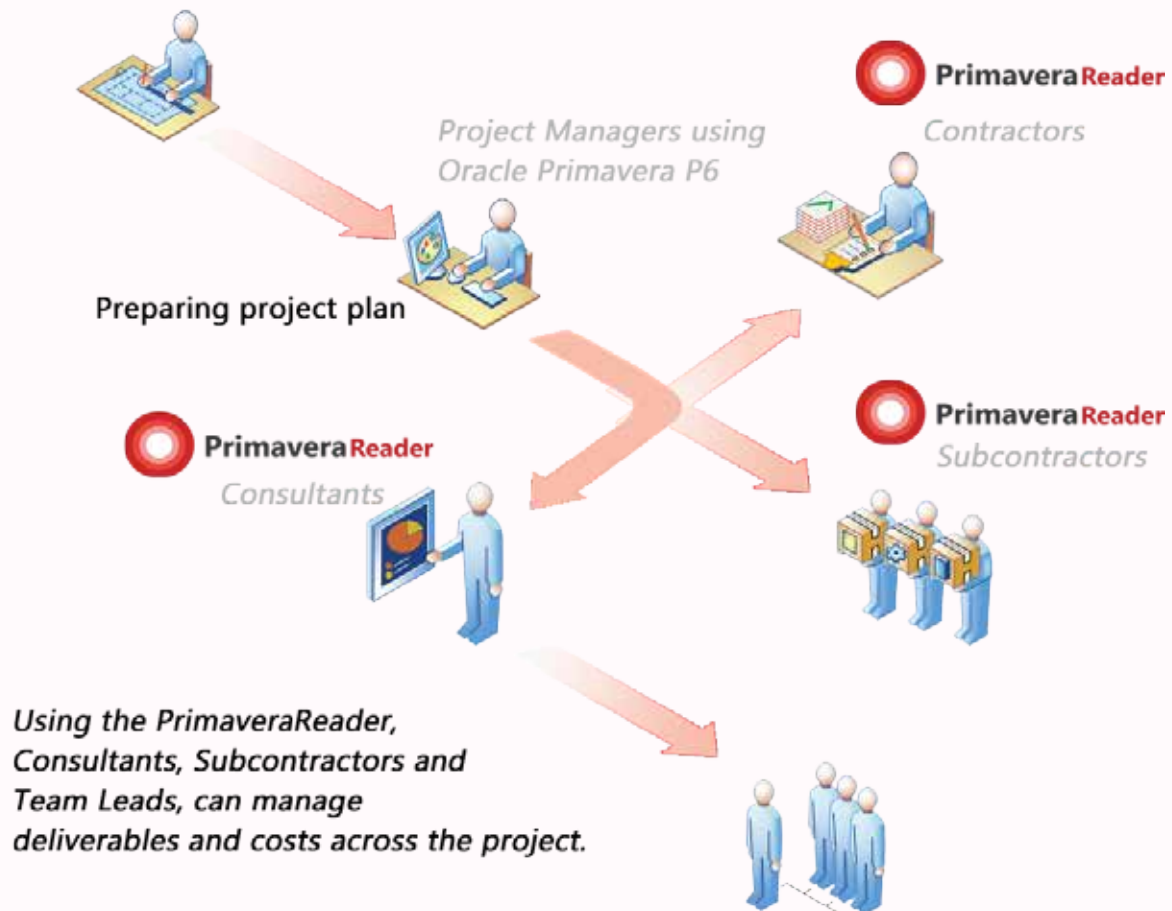 PrimaveraReader
Contractors
Project Managers using
Oracle Primavera P6
Preparing project plan
PrimaveraReader
Subcontractors
PrimaveraReader
Consultants
Using the PrimaveraReader,
Consultants, Subcontractors and
Team Leads, can manage
deliverables and costs across the project.